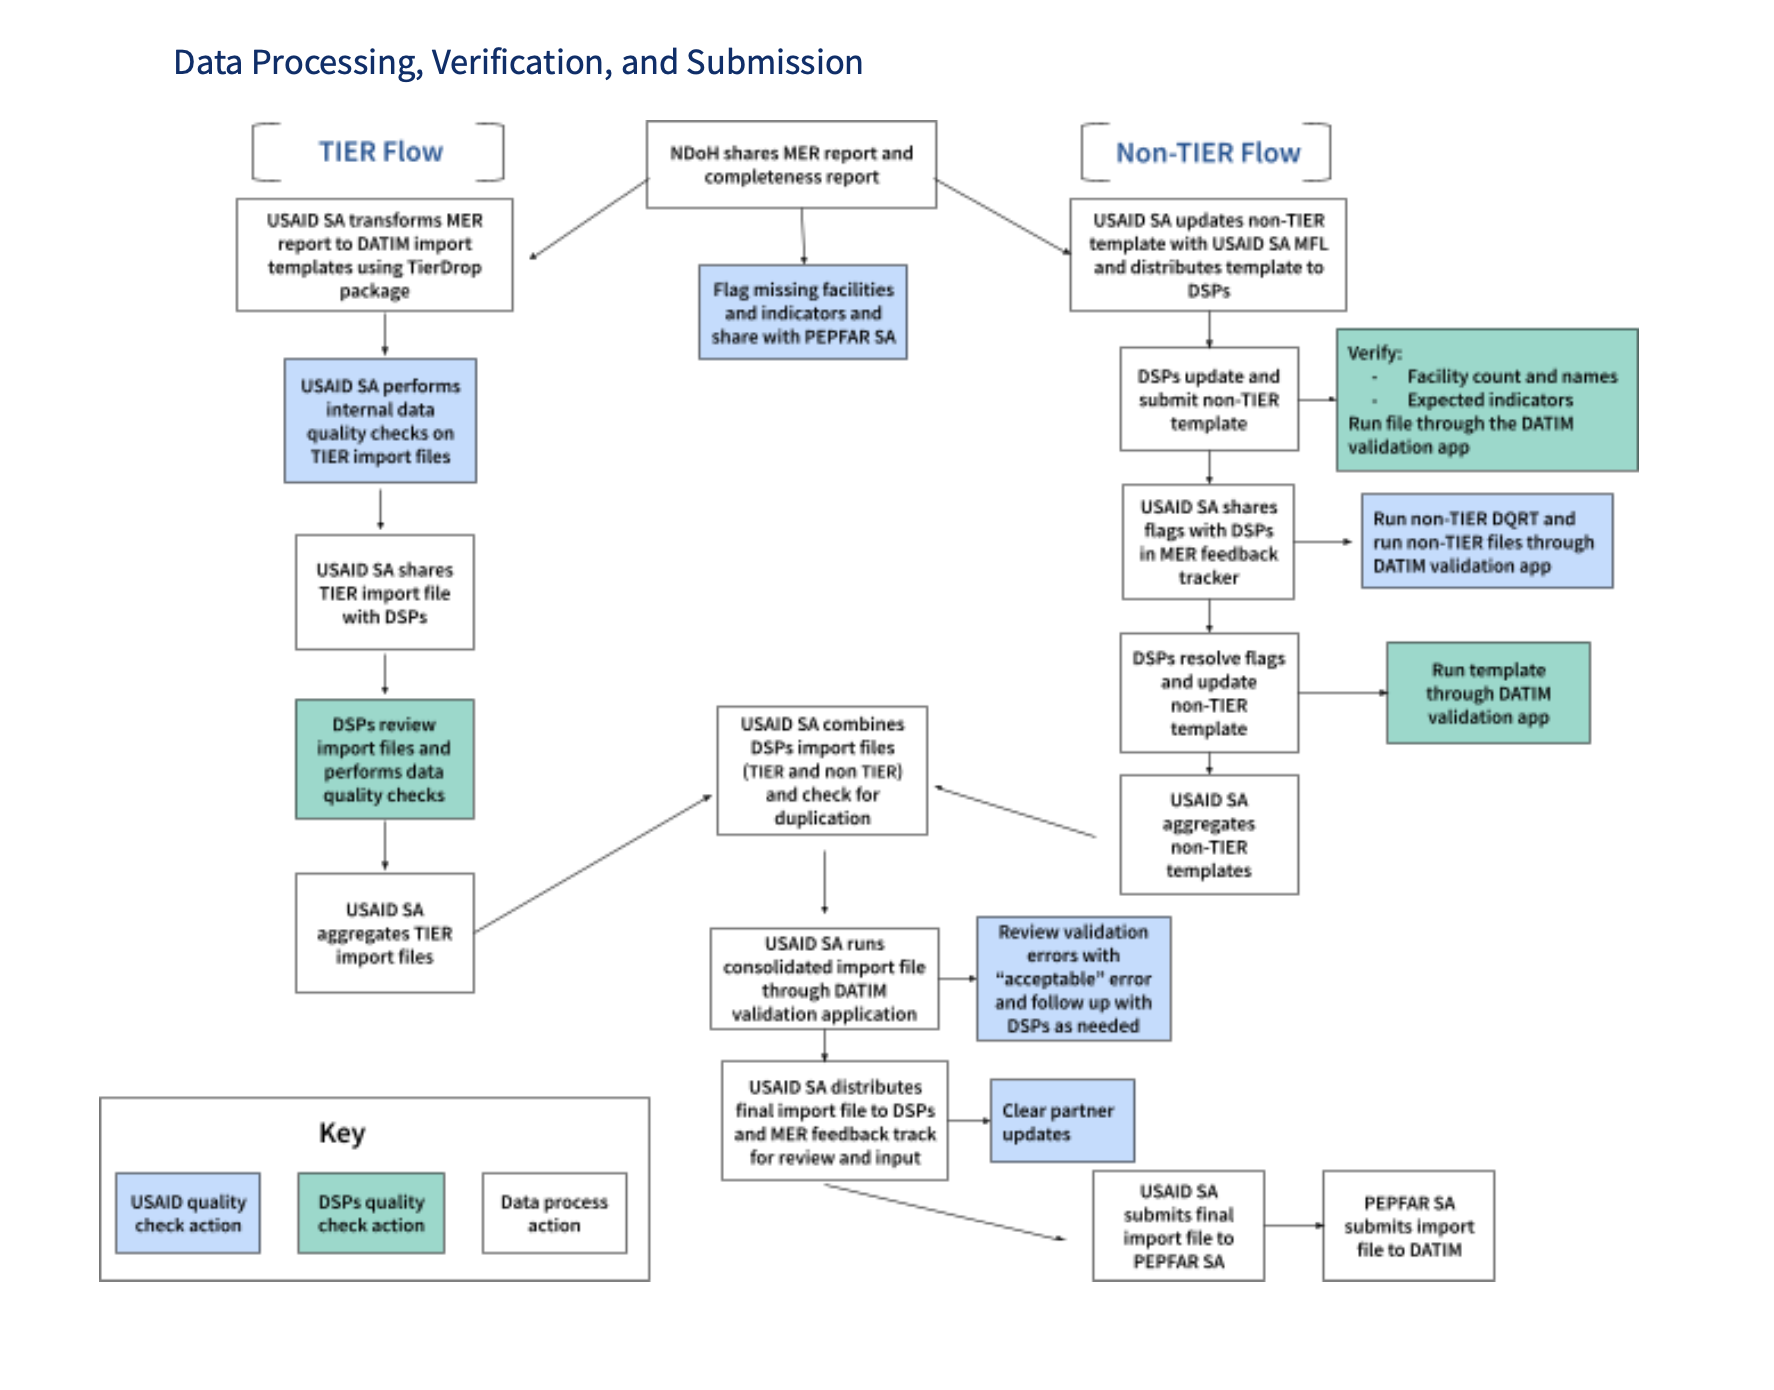 Data Processing, Verification, and Submission
TIER Flow
NDoH shares MER report and
completeness report
Non-TIER Flow
USAID SA transforms MER
report to DATIM import
templates using TierDrop
package
Flag missing facilities
and indicators and
share with PEPFAR SA
USAID SA updates non-TIER
template with USAID SA MFL
and distributes template to
DSPs
USAID SA performs
internal data
quality checks on
TIER import files
DSPs update and
submit non-TIER
template
Verify:
- Facility count and names
- Expected indicators
Run file through the DATIM
validation app
USAID SA shares
TIER import file
with DSPs
USAID SA shares
flags with DSPs
in MER feedback
tracker
Run non-TIER DQRT and
run non-TIER files through
DATIM validation app
DSPs review
import files and
performs data
quality checks
DSPs resolve flags
and update
non-TIER
template
Run template
through DATIM
validation app
USAID SA combines
DSPs import files
(TIER and non TIER)
and check for
duplication
USAID SA
aggregates
non-TIER
templates
USAID SA
aggregates TIER
import files
USAID SA runs
consolidated import file
through DATIM
validation application
Review validation
errors with
“acceptable” error
and follow up with
DSPs as needed
USAID SA distributes
final import file to DSPs
and MER feedback track
for review and input
Clear partner
updates
USAID SA
submits final
import file to
PEPFAR SA
PEPFAR SA
submits import
file to DATIM
Key
USAID quality
check action
DSPs quality
check action
Data process
action